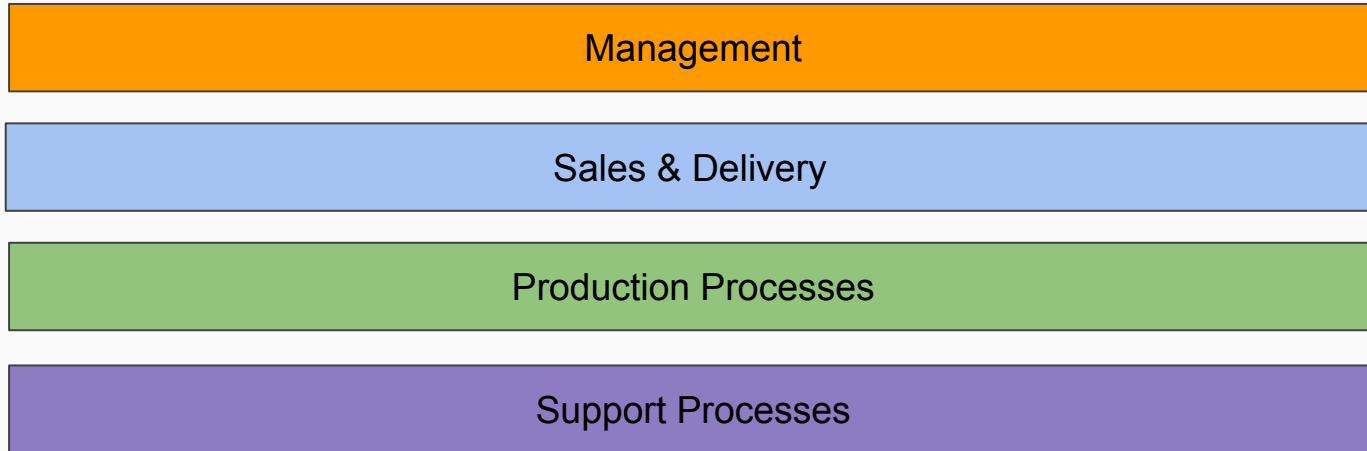 Management
Sales & Delivery
Production Processes
Support Processes